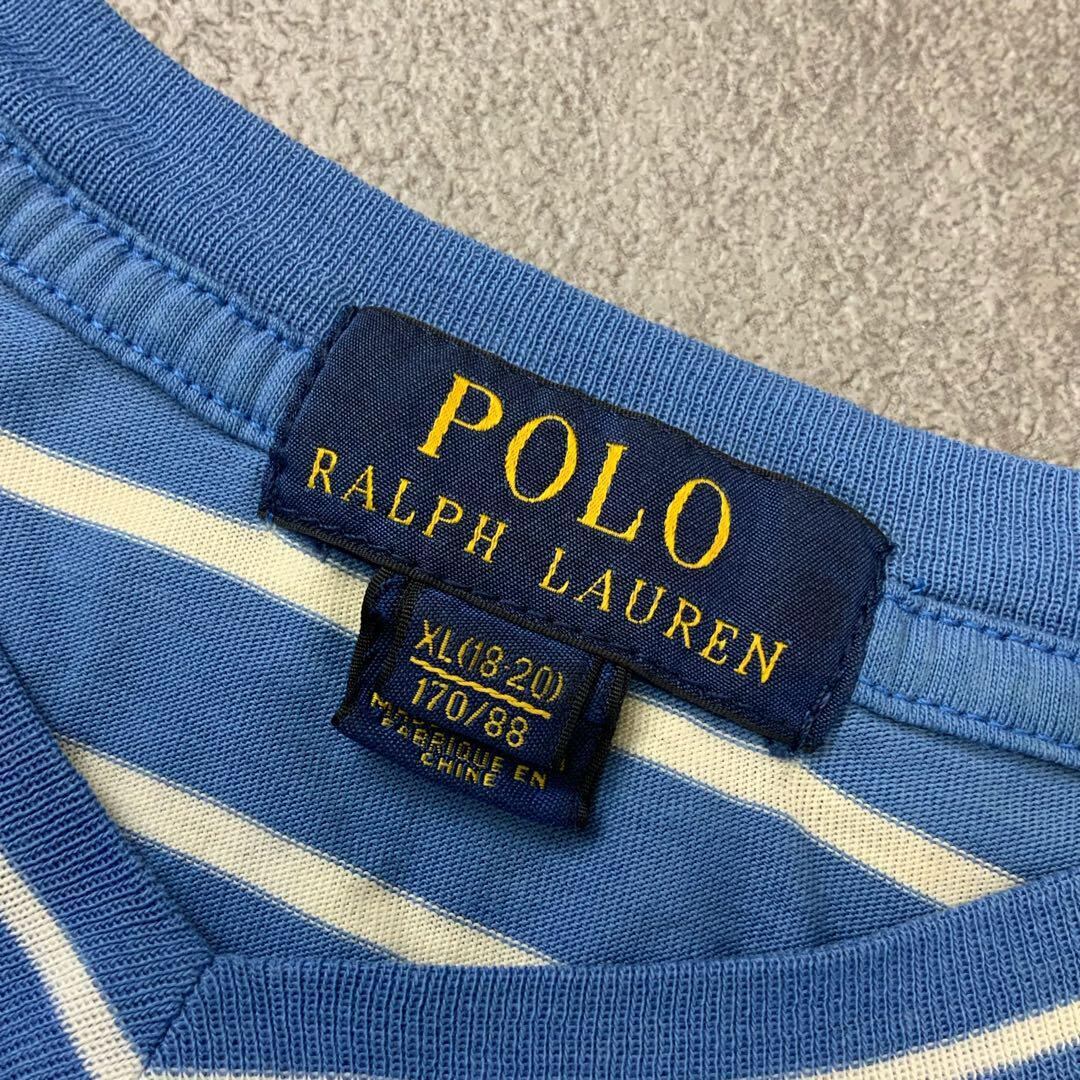 POLO
RALPH LAUREN
XL(18-20)
170/88
FABRIQUE EN
CHINE